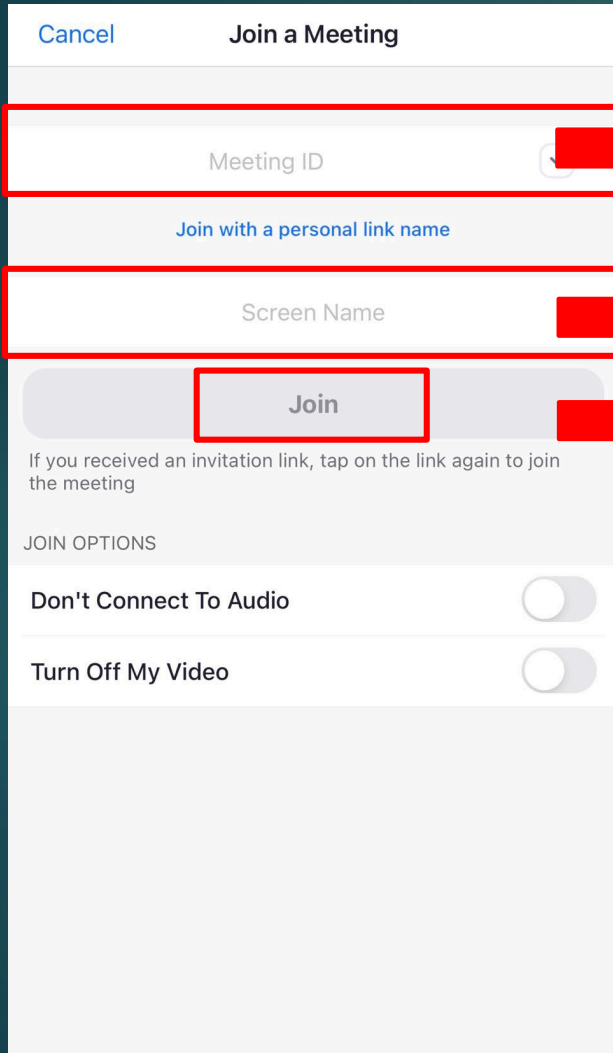 Cancel Join a Meeting
Meeting ID
Join with a personal link name
Screen Name
Join
If you received an invitation link, tap on the link again to join
the meeting
JOIN OPTIONS
Don't Connect To Audio
Turn Off My Video